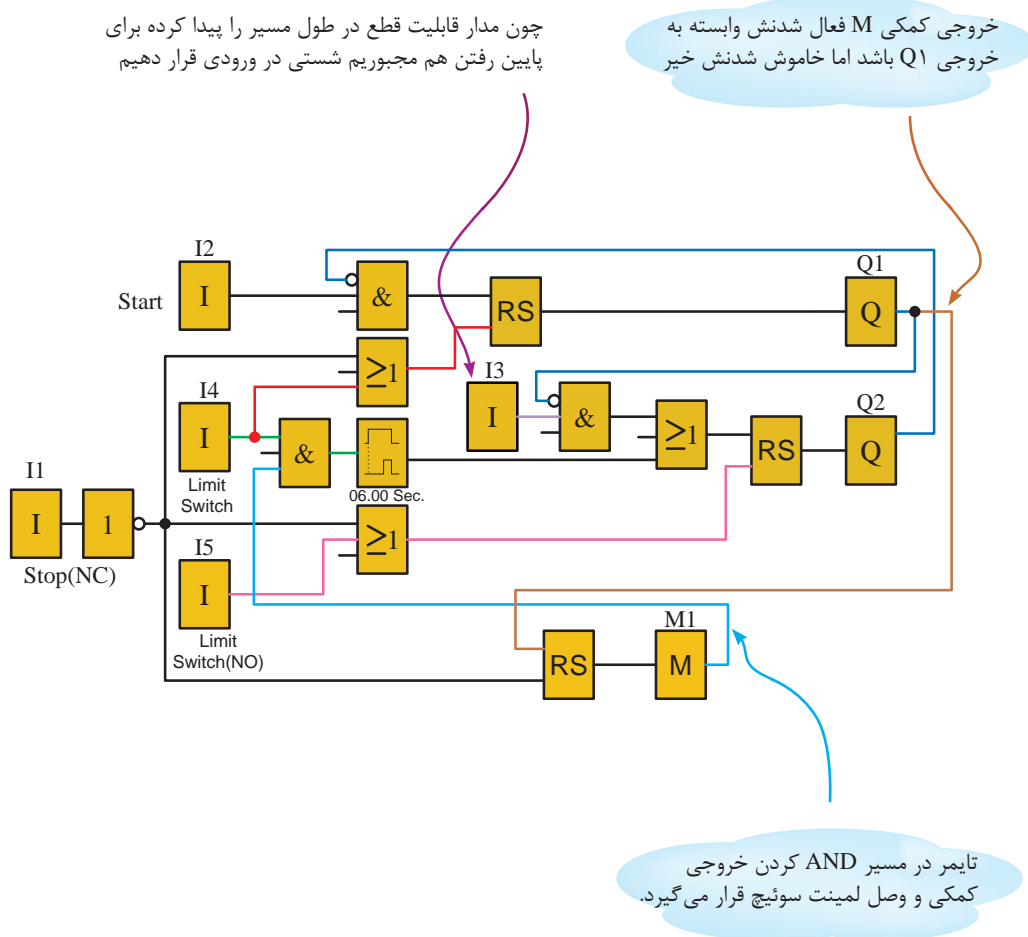 خروجی کمکی M فعال شدنش وابسته به
خروجی Q۱ باشد اما خاموش شدنش خیر
چون مدار قابلیت قطع در طول مسیر را پیدا کرده برای
پایین رفتن هم مجبوریم شستی در ورودی قرار دهیم
I2
Start
I
&
RS
Q1
Q
≥1
I4
I
Limit
Switch
&
06.00 Sec.
I3
I
&
≥1
RS
Q2
Q
I1
I
1
Stop(NC)
≥1
I5
I
Limit
Switch(NO)
RS
M1
M
تایمر در مسیر AND کردن خروجی
کمکی و وصل لمینت سوئیچ قرار می‌گیرد.